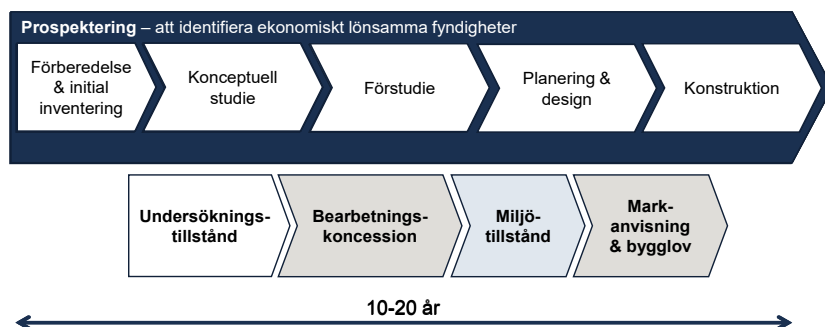 Prospektering – att identifiera ekonomiskt lönsamma fyndigheter
Förberedelse
& initial
inventering
Konceptuell
studie
Förstudie
Planering &
design
Konstruktion
Undersöknings-
tillstånd
Bearbetnings-
koncession
Miljö-
tillstånd
Mark-
anvisning
& bygglov
10-20 år